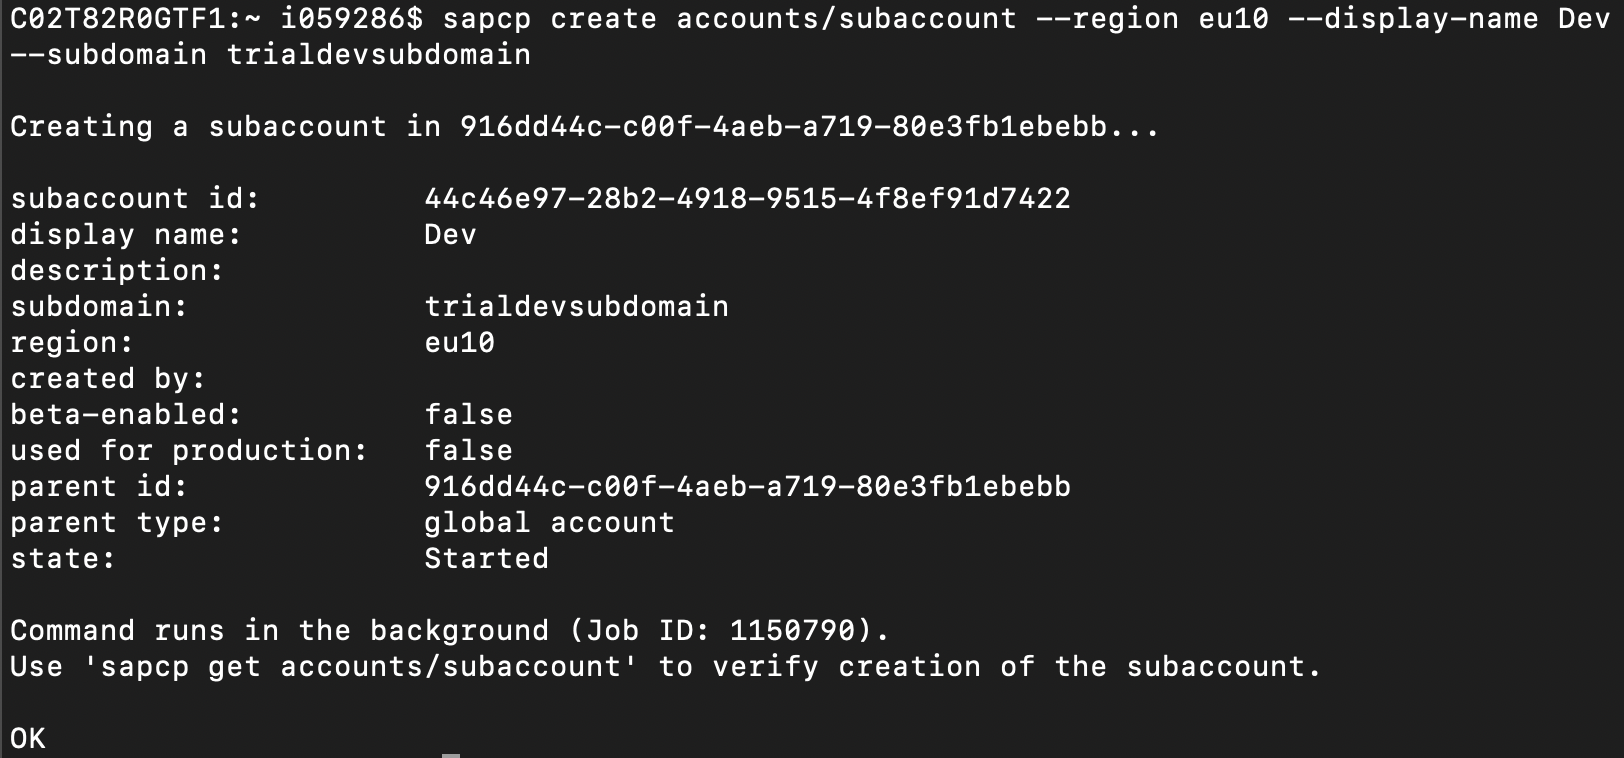 C02T82R0GTF1:~ i059286$ sapcp create accounts/subaccount --region eu10 --display-name Dev
--subdomain trialdevsubdomain
Creating a subaccount in 916dd44c-c00f-4aeb-a719-80e3fb1ebebb...
subaccount id: 44c46e97-28b2-4918-9515-4f8ef91d7422
display name: Dev
description:
subdomain: trialdevsubdomain
region: eu10
created by:
beta-enabled: false
used for production: false
parent id: 916dd44c-c00f-4aeb-a719-80e3fb1ebebb
parent type: global account
state: Started
Command runs in the background (Job ID: 1150790).
Use 'sapcp get accounts/subaccount' to verify creation of the subaccount.
OK